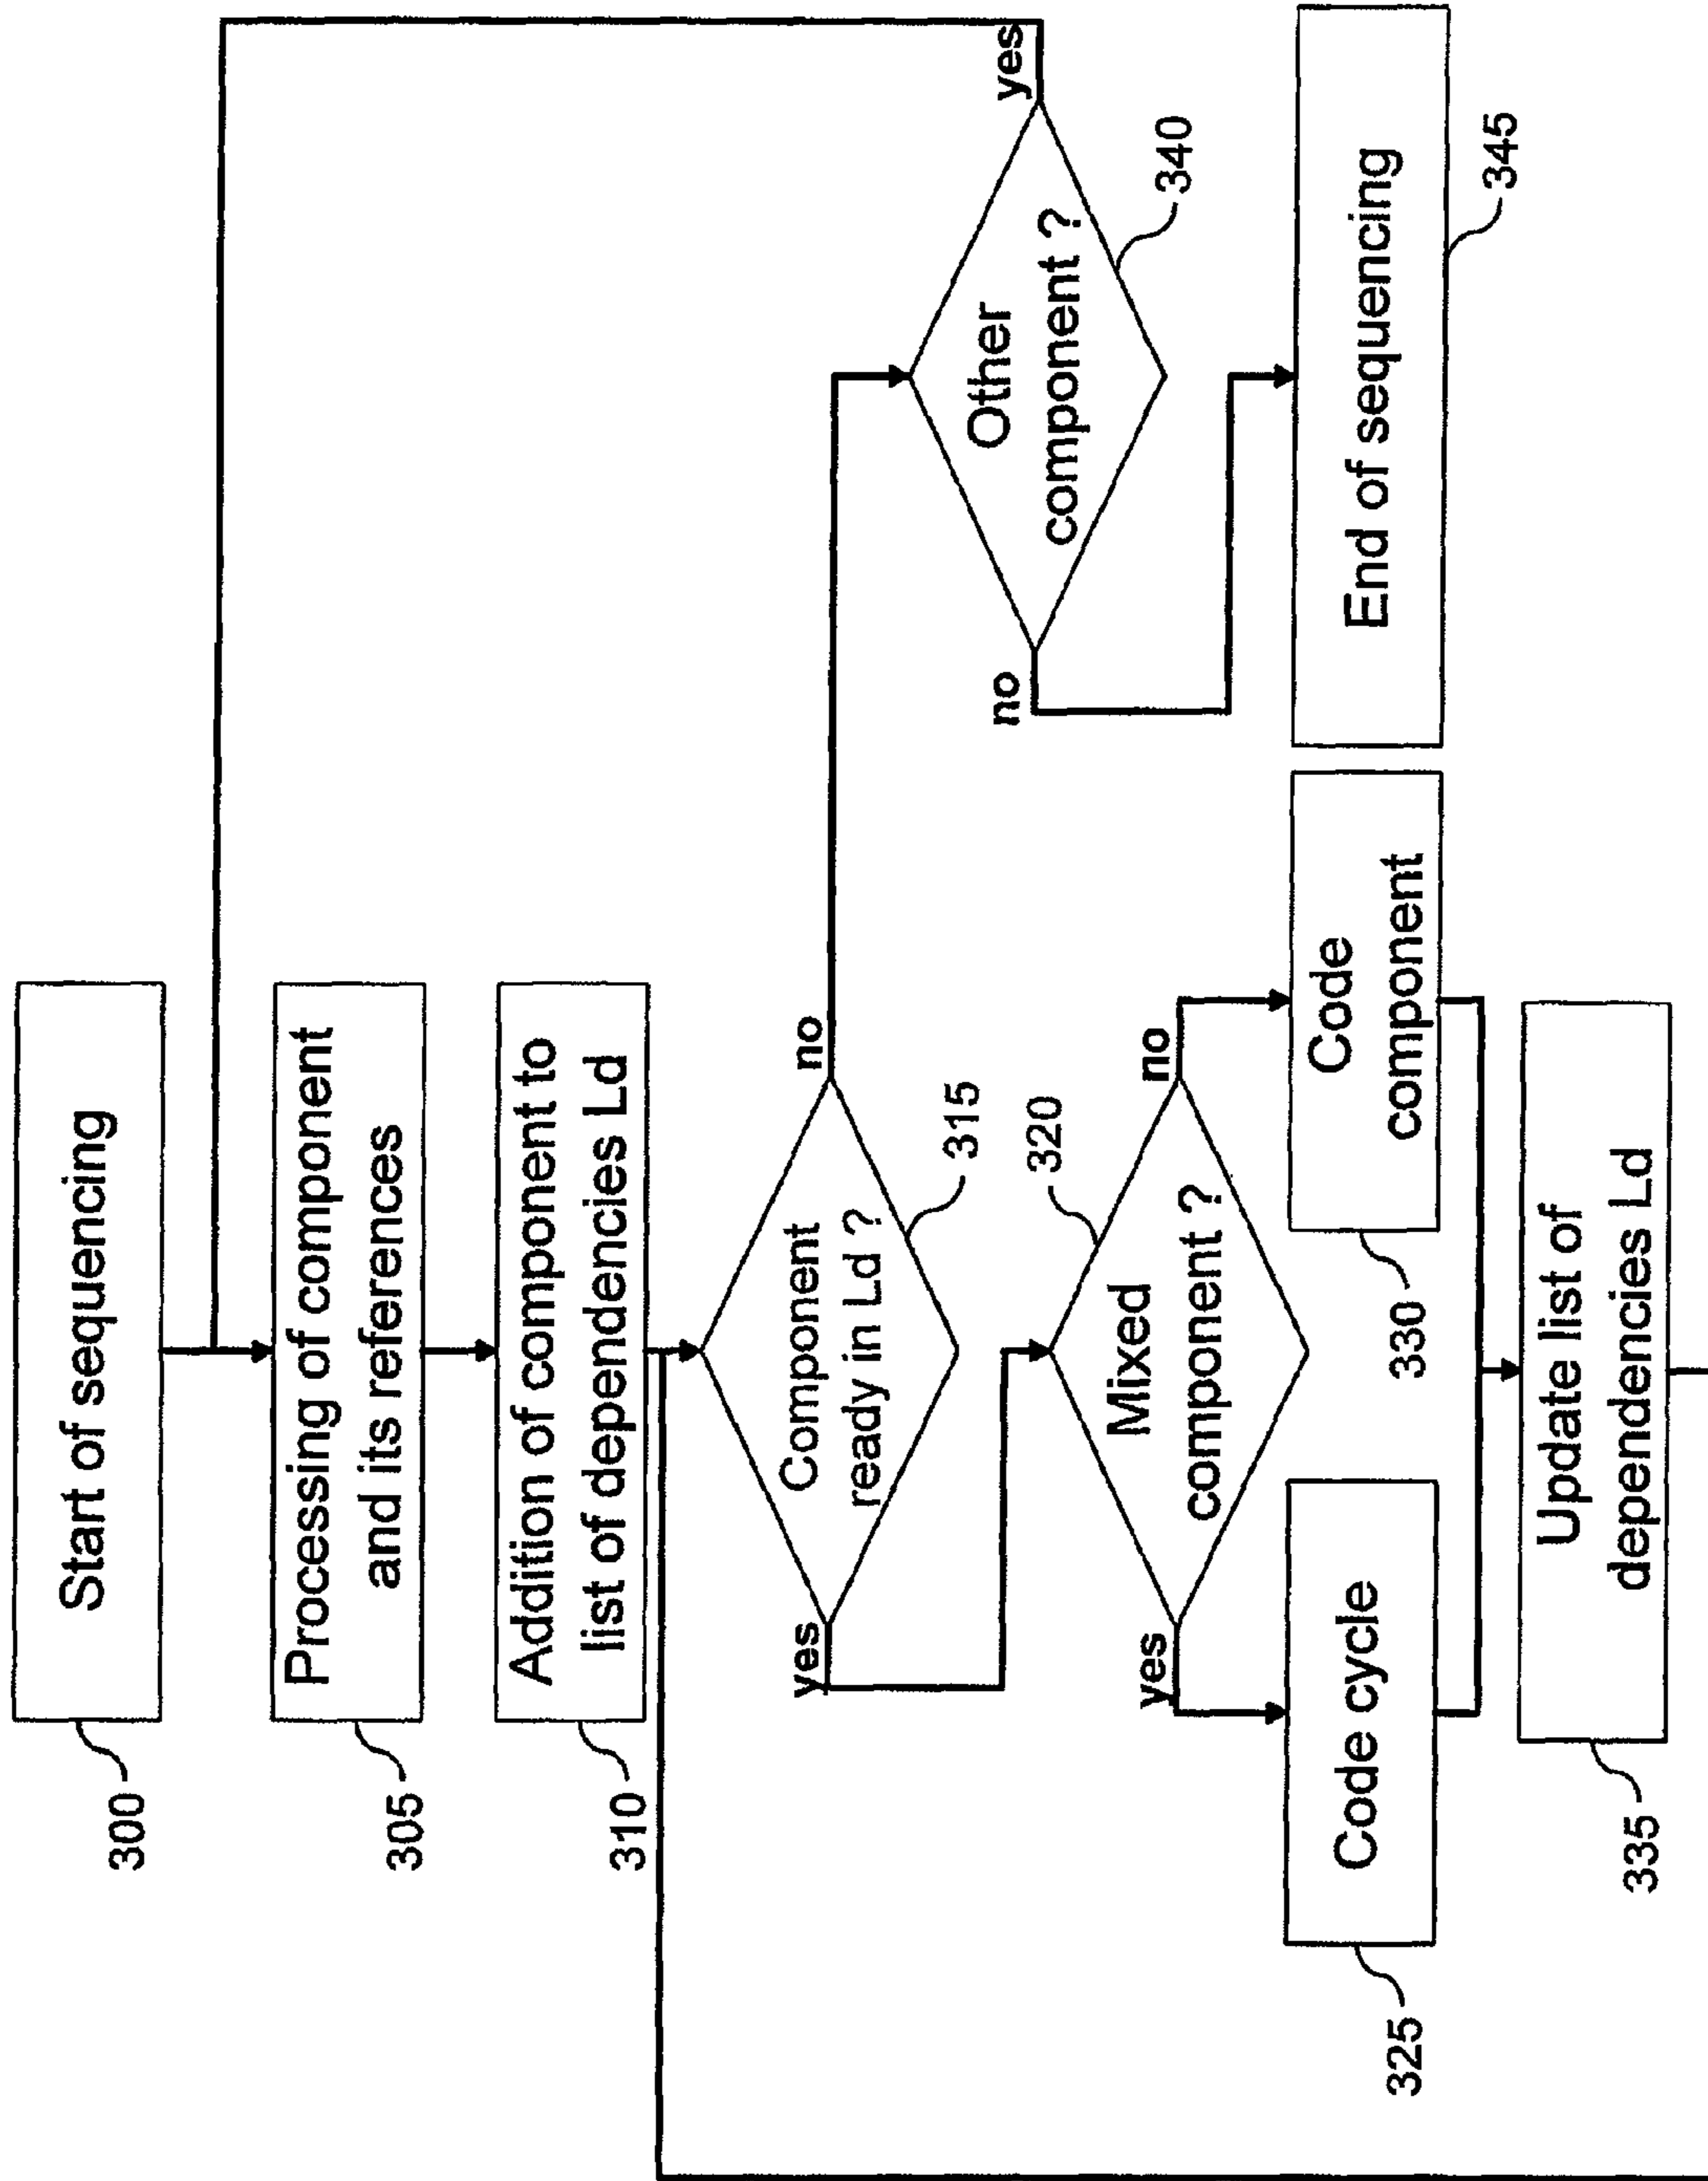 Start of sequencing
300
Processing of component
and its references
305
Addition of component to
list of dependencies Ld
310
Component
ready in Ld ?
315
yes
no
Mixed
component ?
320
yes
no
Code cycle
325
Code
component
330
Update list of
dependencies Ld
335
Other
component ?
340
yes
no
End of sequencing
345